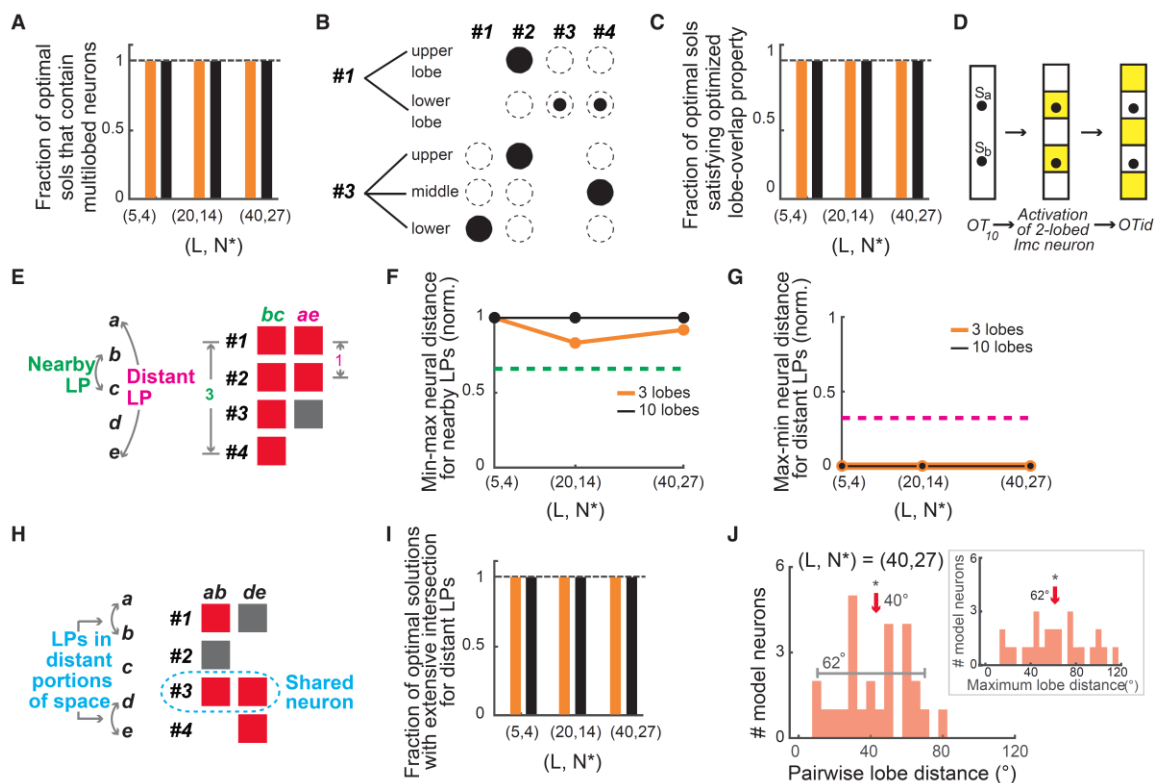 A
Fraction of optimal
sols that contain
multilobed neurons
1
0.5
0
(5,4)
(20,14)
(40,27)
(L, N*)
B
#1 #2 #3 #4
#1
upper
lobe
lower
lobe
#3
upper
middle
lower
C
Fraction of optimal sols
satisfying optimized
lobe-overlap property
1
0.5
0
(5,4)
(20,14)
(40,27)
(L, N*)
D
Sa
Sb
OT10
Activation
of 2-lobed
Imc neuron
OTid
E
a
b
c
d
e
Nearby
LP
Distant
LP
bc ae
#1
#2
#3
#4
3
1
F
Min-max neural distance
for nearby LPs (norm.)
1
0.5
0
3 lobes
10 lobes
(5,4)
(20,14)
(40,27)
(L, N*)
G
Max-min neural distance
for distant LPs (norm.)
1
0.5
0
3 lobes
10 lobes
(5,4)
(20,14)
(40,27)
(L, N*)
H
a
b
c
d
e
LPs in
distant
portions
of space
ab de
#1
#2
#3
#4
Shared
neuron
I
Fraction of optimal solutions
with extensive intersection
for distant LPs
1
0.5
0
(5,4)
(20,14)
(40,27)
(L, N*)
J
(L, N*) = (40,27)
# model neurons
6
4
2
0
*
40°
62°
0 40 80 120
Pairwise lobe distance (°)
# model neurons
6
3
0
*
62°
0 40 80 120
Maximum lobe distance(°)